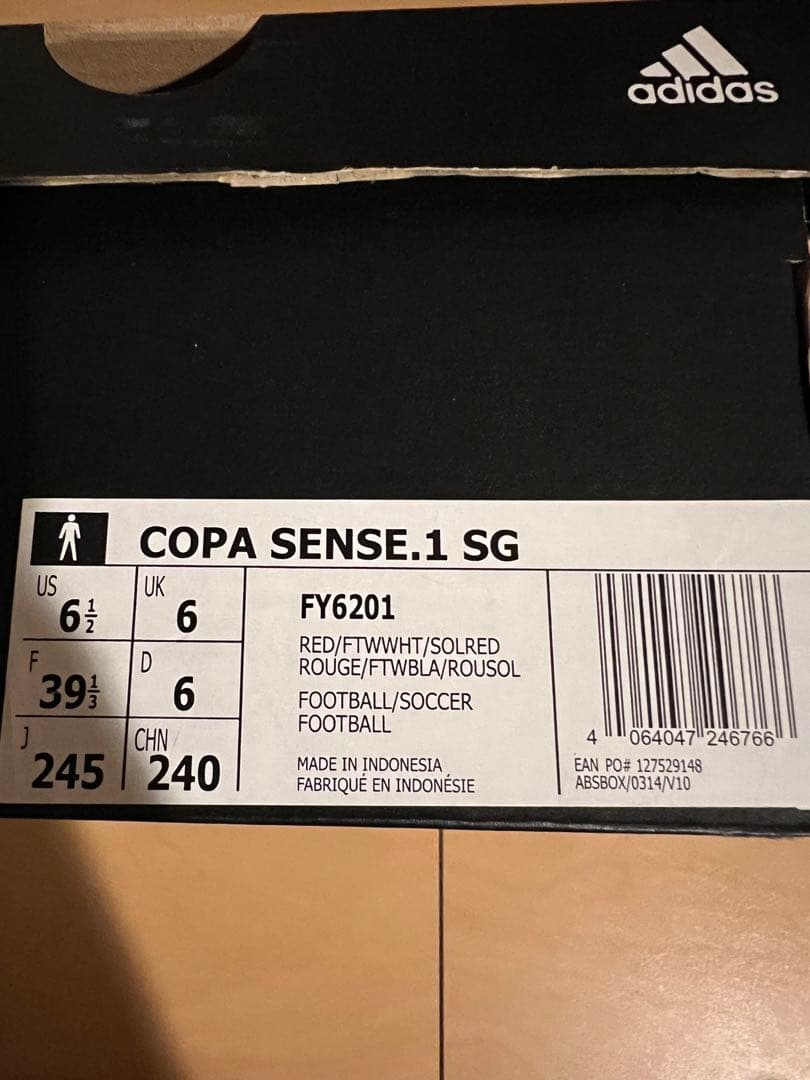 adidas
COPA SENSE.1 SG
US
6½
UK
6
F
39⅓
D
6
J
245
CHN
240
FY6201
RED/FTWWHT/SOLRED
ROUGE/FTWBLA/ROUSOL
FOOTBALL/SOCCER
FOOTBALL
MADE IN INDONESIA
FABRIQUÉ EN INDONÉSIE
4 064047 246766
EAN PO# 127529148
ABSBOX/0314/V10